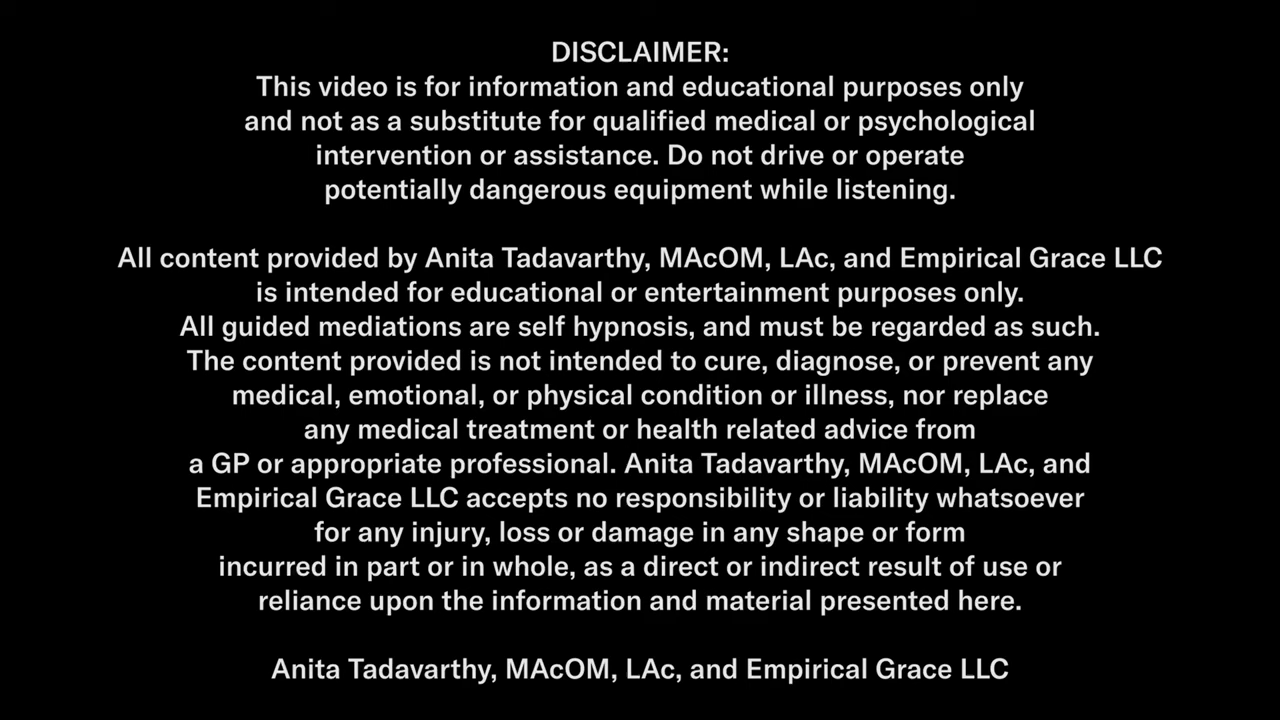 DISCLAIMER:
This video is for information and educational purposes only
and not as a substitute for qualified medical or psychological
intervention or assistance. Do not drive or operate
potentially dangerous equipment while listening.
All content provided by Anita Tadavarthy, MAcOM, LAc, and Empirical Grace LLC
is intended for educational or entertainment purposes only.
All guided mediations are self hypnosis, and must be regarded as such.
The content provided is not intended to cure, diagnose, or prevent any
medical, emotional, or physical condition or illness, nor replace
any medical treatment or health related advice from
a GP or appropriate professional. Anita Tadavarthy, MAcOM, LAc, and
Empirical Grace LLC accepts no responsibility or liability whatsoever
for any injury, loss or damage in any shape or form
incurred in part or in whole, as a direct or indirect result of use or
reliance upon the information and material presented here.
Anita Tadavarthy, MAcOM, LAc, and Empirical Grace LLC